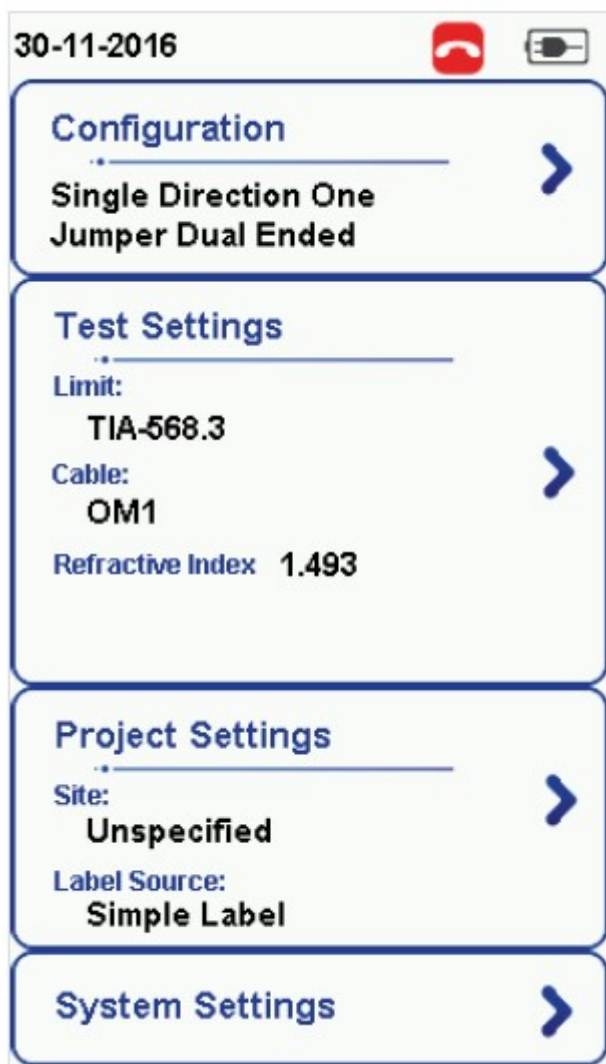 30-11-2016
Configuration
Single Direction One
Jumper Dual Ended
Test Settings
Limit:
TIA-568.3
Cable:
OM1
Refractive Index 1.493
Project Settings
Site:
Unspecified
Label Source:
Simple Label
System Settings